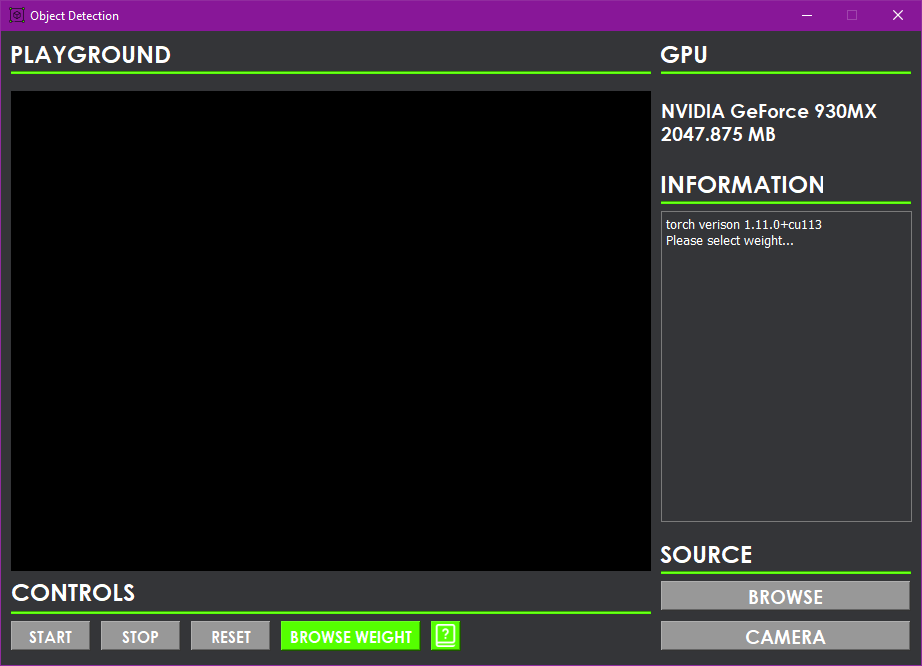 Object Detection
PLAYGROUND
GPU
NVIDIA GeForce 930MX
2047.875 MB
INFORMATION
torch verison 1.11.0+cu113
Please select weight...
SOURCE
BROWSE
CAMERA
CONTROLS
START
STOP
RESET
BROWSE WEIGHT
?